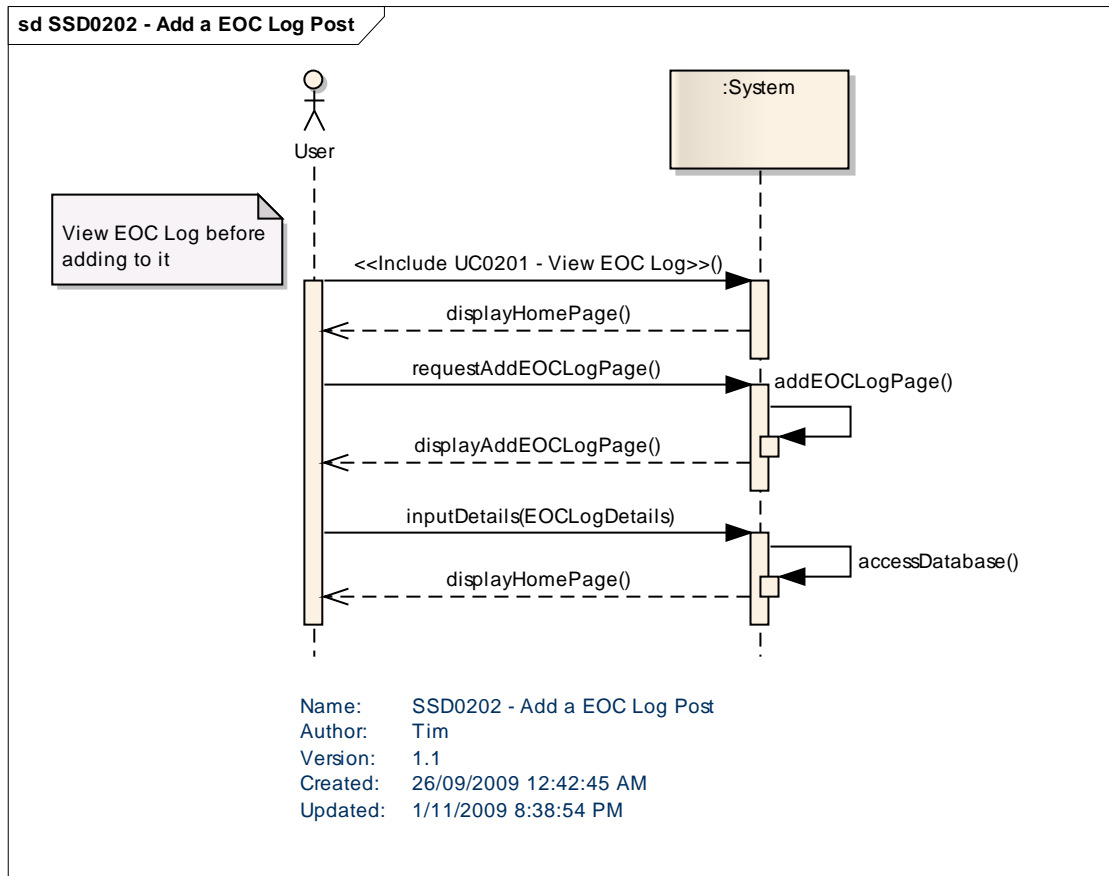 sd SSD0202 - Add a EOC Log Post
:System
User
View EOC Log before
adding to it
<<Include UC0201 - View EOC Log>>()
displayHomePage()
requestAddEOCLogPage()
addEOCLogPage()
displayAddEOCLogPage()
inputDetails(EOCLogDetails)
accessDatabase()
displayHomePage()
Name: SSD0202 - Add a EOC Log Post
Author: Tim
Version: 1.1
Created: 26/09/2009 12:42:45 AM
Updated: 1/11/2009 8:38:54 PM